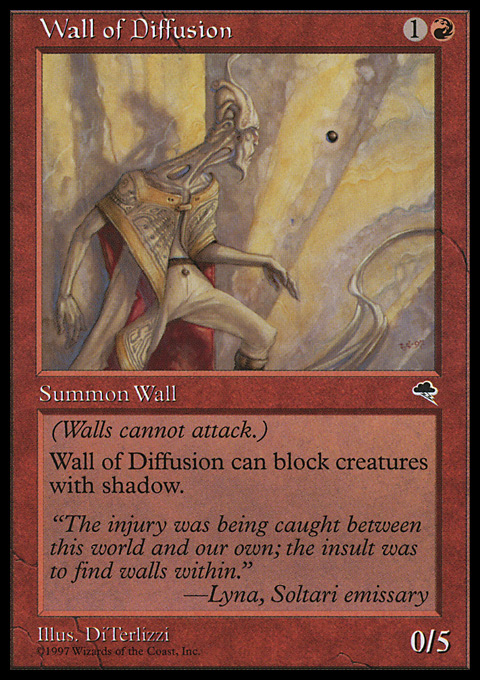 Wall of Diffusion 1
Summon Wall
(Walls cannot attack.)
Wall of Diffusion can block creatures
with shadow.
“The injury was being caught between
this world and our own; the insult was
to find walls within.”
—Lyna, Soltari emissary
Illus. DiTerlizzi
©1997 Wizards of the Coast, Inc.
0/5